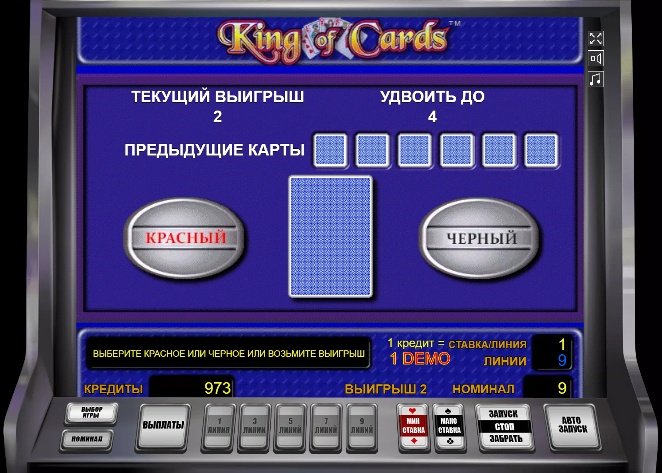 King of Cards™
ТЕКУЩИЙ ВЫИГРЫШ
2
УДВОИТЬ ДО
4
ПРЕДЫДУЩИЕ КАРТЫ
КРАСНЫЙ
ЧЕРНЫЙ
ВЫБЕРИТЕ КРАСНОЕ ИЛИ ЧЕРНОЕ ИЛИ ВОЗЬМИТЕ ВЫИГРЫШ
1 кредит =
1 DEMO
СТАВКА/ЛИНИЯ 1
ЛИНИИ 9
КРЕДИТЫ 973
ВЫИГРЫШ 2
НОМИНАЛ 9
ВЫБОР
ИГРЫ
НОМИНАЛ
ВЫПЛАТЫ
1
ЛИНИЯ
3
ЛИНИИ
5
ЛИНИЙ
7
ЛИНИЙ
9
ЛИНИЙ
МИН
СТАВКА
МАКС
СТАВКА
ЗАПУСК
СТОП
ЗАБРАТЬ
АВТО
ЗАПУСК